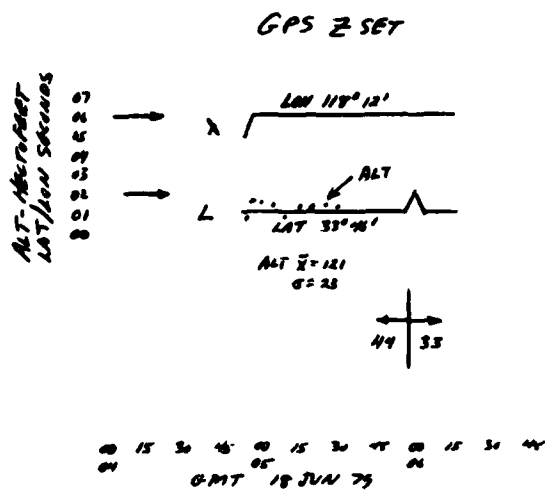 GPS Z SET
ALT-HECTOFEET
LAT/LON SECONDS
07
06
05
04
03
02
01
00
λ
LON 118° 12'
ALT
L
LAT 33° 46'
ALT x̄ = 121
σ = 23
44 33
00 15 30 45 00 15 30 45 00 15 30 45
04 05 06
GMT 18 JUN 79